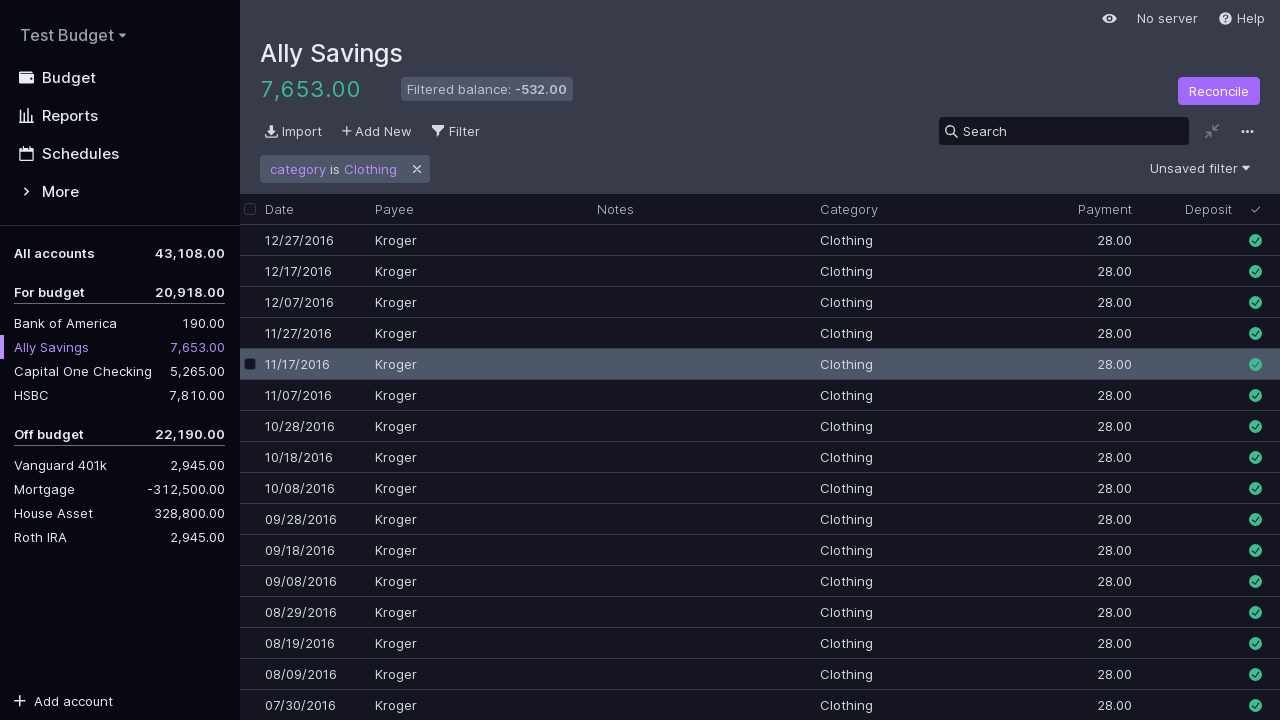 Test Budget
Budget
Reports
Schedules
More
All accounts 43,108.00
For budget 20,918.00
Bank of America 190.00
Ally Savings 7,653.00
Capital One Checking 5,265.00
HSBC 7,810.00
Off budget 22,190.00
Vanguard 401k 2,945.00
Mortgage -312,500.00
House Asset 328,800.00
Roth IRA 2,945.00
Add account
No server Help
Ally Savings
7,653.00 Filtered balance: -532.00
Reconcile
Import Add New Filter Search
category is Clothing
Unsaved filter
Date Payee Notes Category Payment Deposit
12/27/2016 Kroger Clothing 28.00
12/17/2016 Kroger Clothing 28.00
12/07/2016 Kroger Clothing 28.00
11/27/2016 Kroger Clothing 28.00
11/17/2016 Kroger Clothing 28.00
11/07/2016 Kroger Clothing 28.00
10/28/2016 Kroger Clothing 28.00
10/18/2016 Kroger Clothing 28.00
10/08/2016 Kroger Clothing 28.00
09/28/2016 Kroger Clothing 28.00
09/18/2016 Kroger Clothing 28.00
09/08/2016 Kroger Clothing 28.00
08/29/2016 Kroger Clothing 28.00
08/19/2016 Kroger Clothing 28.00
08/09/2016 Kroger Clothing 28.00
07/30/2016 Kroger Clothing 28.00